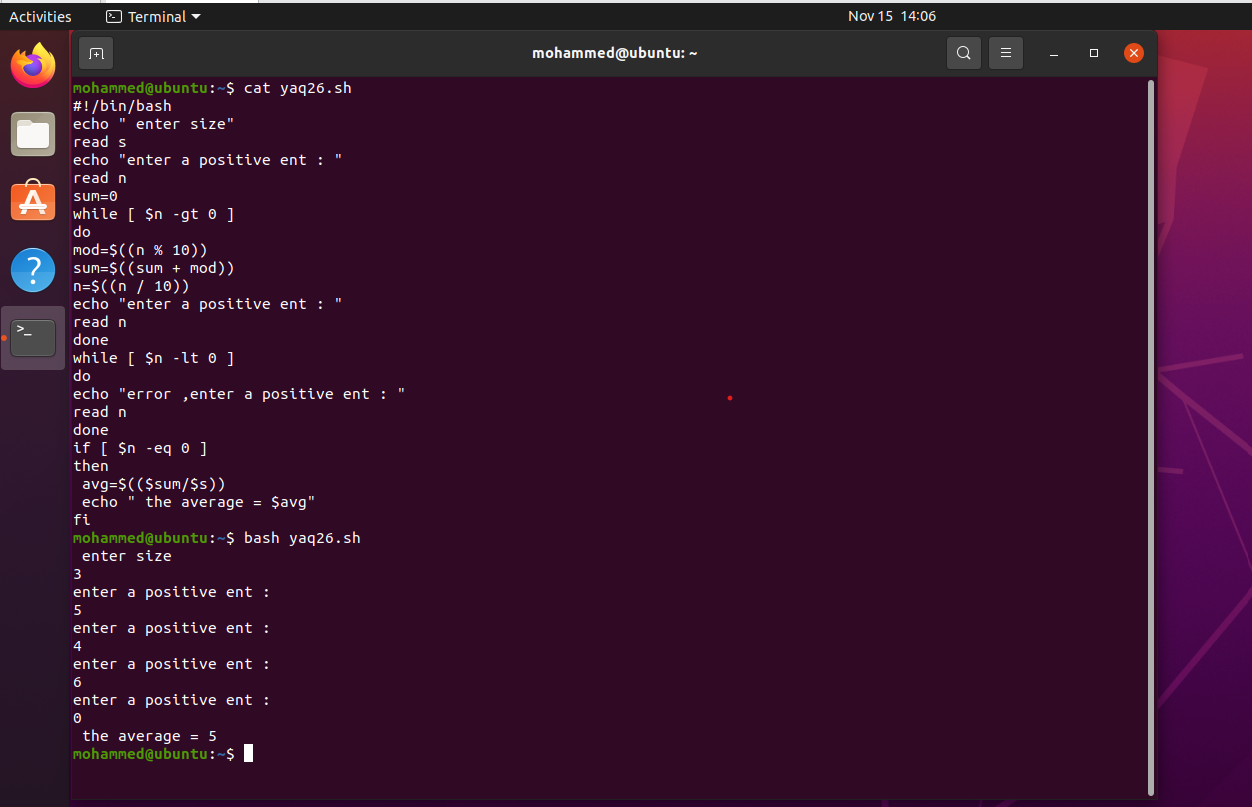 Activities
Terminal
Nov 15 14:06
mohammed@ubuntu: ~
mohammed@ubuntu:~$ cat yaq26.sh
#!/bin/bash
echo " enter size"
read s
echo "enter a positive ent : "
read n
sum=0
while [ $n -gt 0 ]
do
mod=$((n % 10))
sum=$((sum + mod))
n=$((n / 10))
echo "enter a positive ent : "
read n
done
while [ $n -lt 0 ]
do
echo "error ,enter a positive ent : "
read n
done
if [ $n -eq 0 ]
then
 avg=$(($sum/$s))
 echo " the average = $avg"
fi
mohammed@ubuntu:~$ bash yaq26.sh
 enter size
3
enter a positive ent :
5
enter a positive ent :
4
enter a positive ent :
6
enter a positive ent :
0
 the average = 5
mohammed@ubuntu:~$